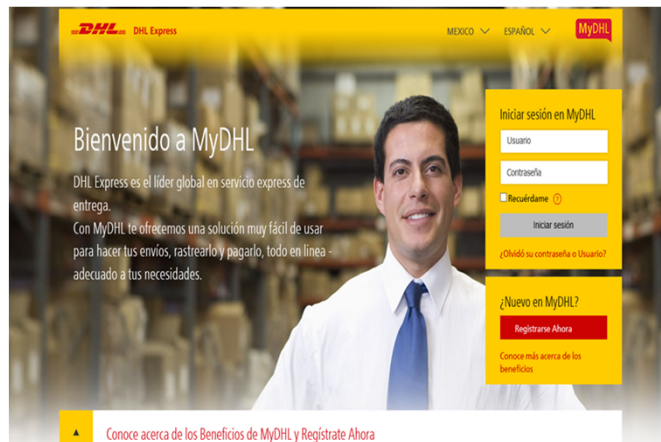 DHL DHL Express
MEXICO ESPAÑOL MyDHL
Bienvenido a MyDHL
DHL Express es el líder global en servicio express de
entrega.
Con MyDHL te ofrecemos una solución muy fácil de usar
para hacer tus envíos, rastrearlo y pagarlo, todo en linea -
adecuado a tus necesidades.
Iniciar sesión en MyDHL
Usuario
Contraseña
Recuérdame ?
Iniciar sesión
¿Olvidó su contraseña o Usuario?
¿Nuevo en MyDHL?
Registrarse Ahora
Conoce más acerca de los
beneficios
Conoce acerca de los Beneficios de MyDHL y Regístrate Ahora